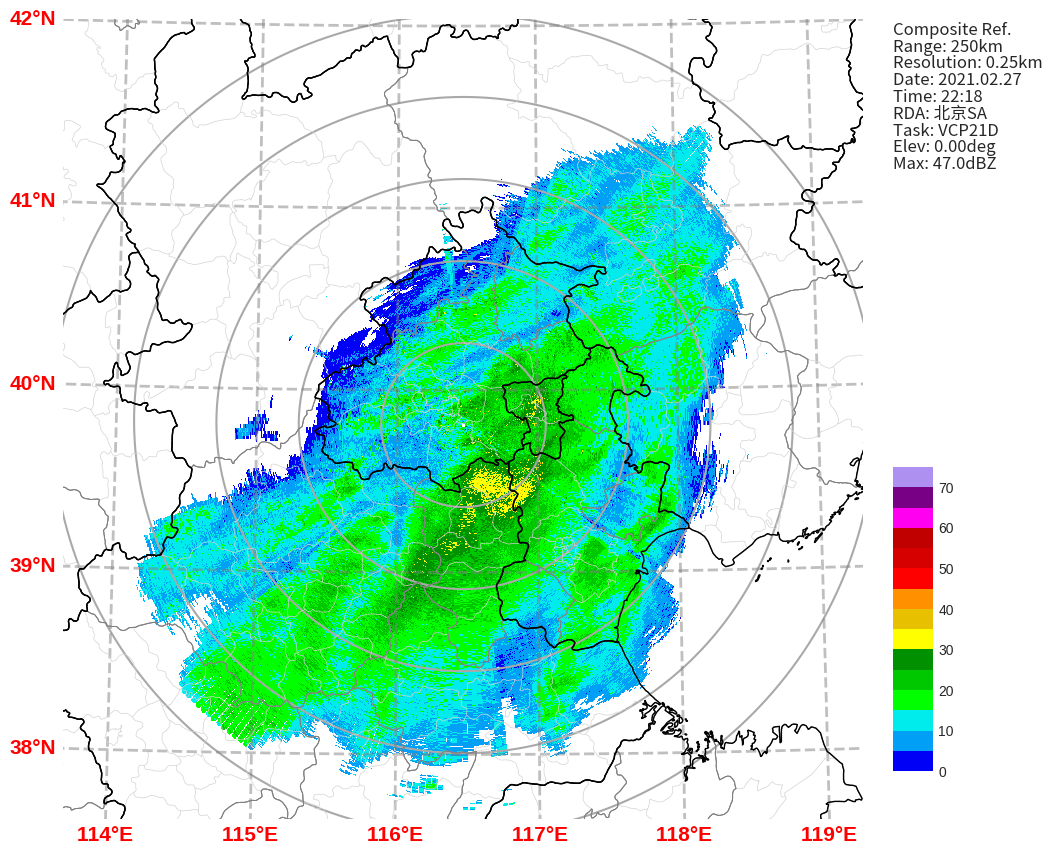 42°N
41°N
40°N
39°N
38°N
114°E
115°E
116°E
117°E
118°E
119°E
Composite Ref.
Range: 250km
Resolution: 0.25km
Date: 2021.02.27
Time: 22:18
RDA: 北京SA
Task: VCP21D
Elev: 0.00deg
Max: 47.0dBZ
70
60
50
40
30
20
10
0